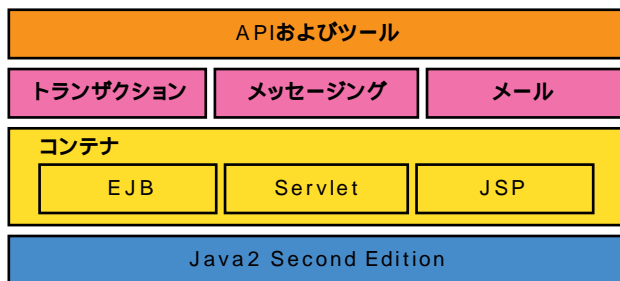 APIおよびツール
トランザクション メッセージング メール
コンテナ
EJB Servlet JSP
Java2 Second Edition